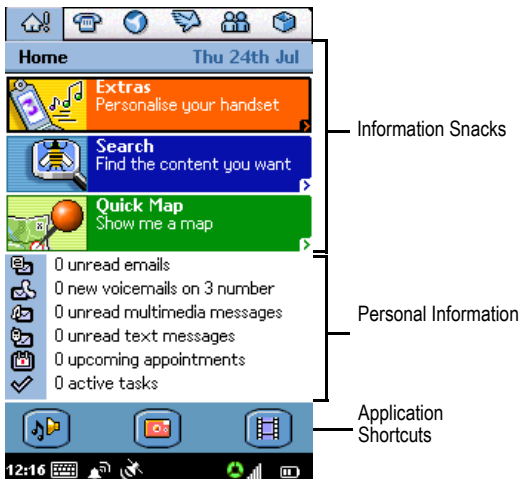 Home Thu 24th Jul
Extras
Personalise your handset
Search
Find the content you want
Quick Map
Show me a map
Information Snacks
0 unread emails
0 new voicemails on 3 number
0 unread multimedia messages
0 unread text messages
0 upcoming appointments
0 active tasks
Personal Information
Application
Shortcuts
12:16